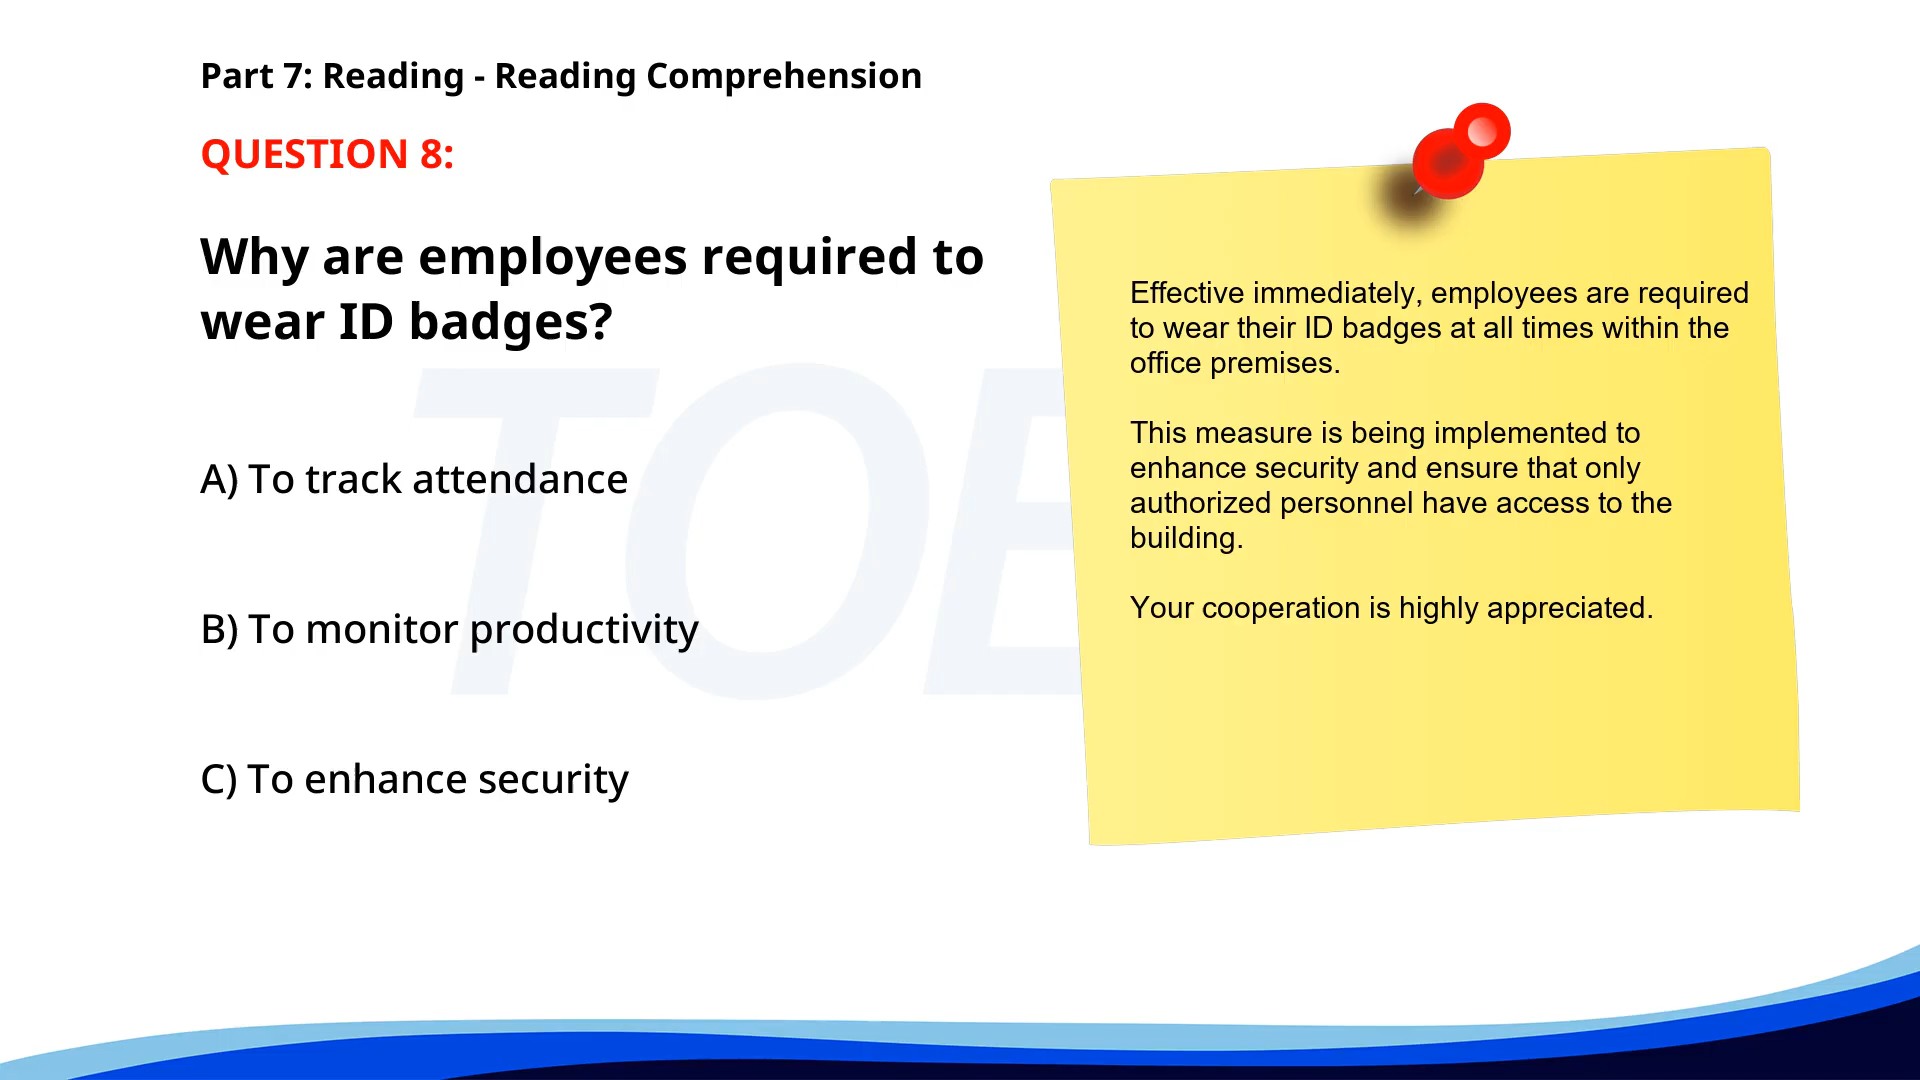 Part 7: Reading - Reading Comprehension
QUESTION 8:
Why are employees required to
wear ID badges?
A) To track attendance
B) To monitor productivity
C) To enhance security
Effective immediately, employees are required
to wear their ID badges at all times within the
office premises.
This measure is being implemented to
enhance security and ensure that only
authorized personnel have access to the
building.
Your cooperation is highly appreciated.
TOE